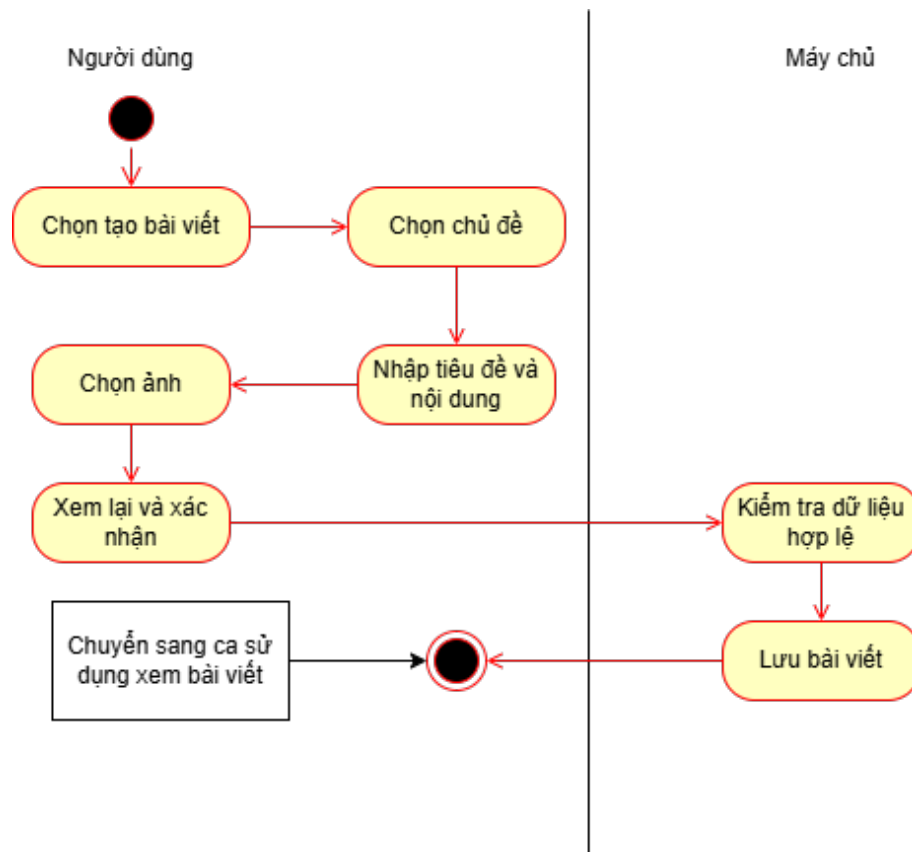 Người dùng
Máy chủ
Chọn tạo bài viết
Chọn chủ đề
Nhập tiêu đề và
nội dung
Chọn ảnh
Xem lại và xác
nhận
Kiểm tra dữ liệu
hợp lệ
Lưu bài viết
Chuyển sang ca sử
dụng xem bài viết